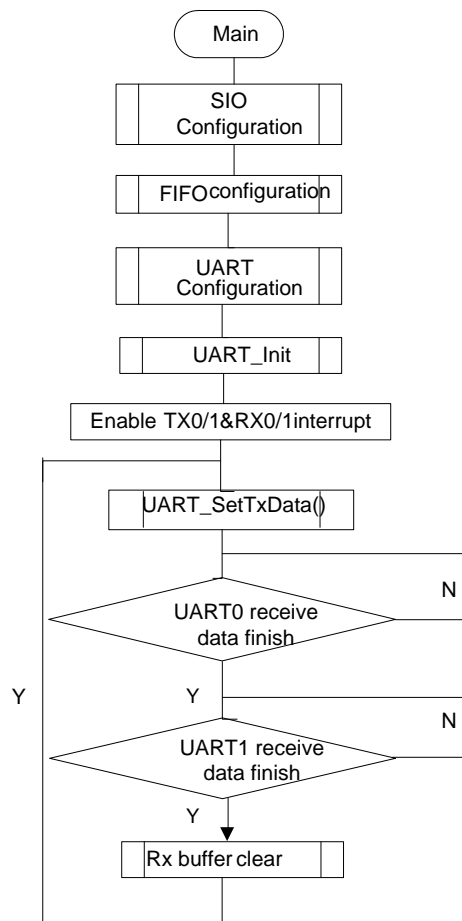 Main
SIO
Configuration
FIFOconfiguration
UART
Configuration
UART_Init
Enable TX0/1&RX0/1interrupt
UART_SetTxData()
N
UART0 receive
data finish
Y
Y
N
UART1 receive
data finish
Y
Rx buffer clear